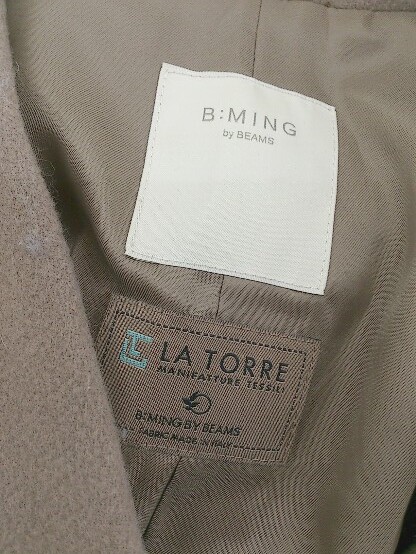 B:MING
by BEAMS
LA TORRE
MANIFATTURE TESSILI
B:MING BY BEAMS
FABRIC MADE IN ITALY